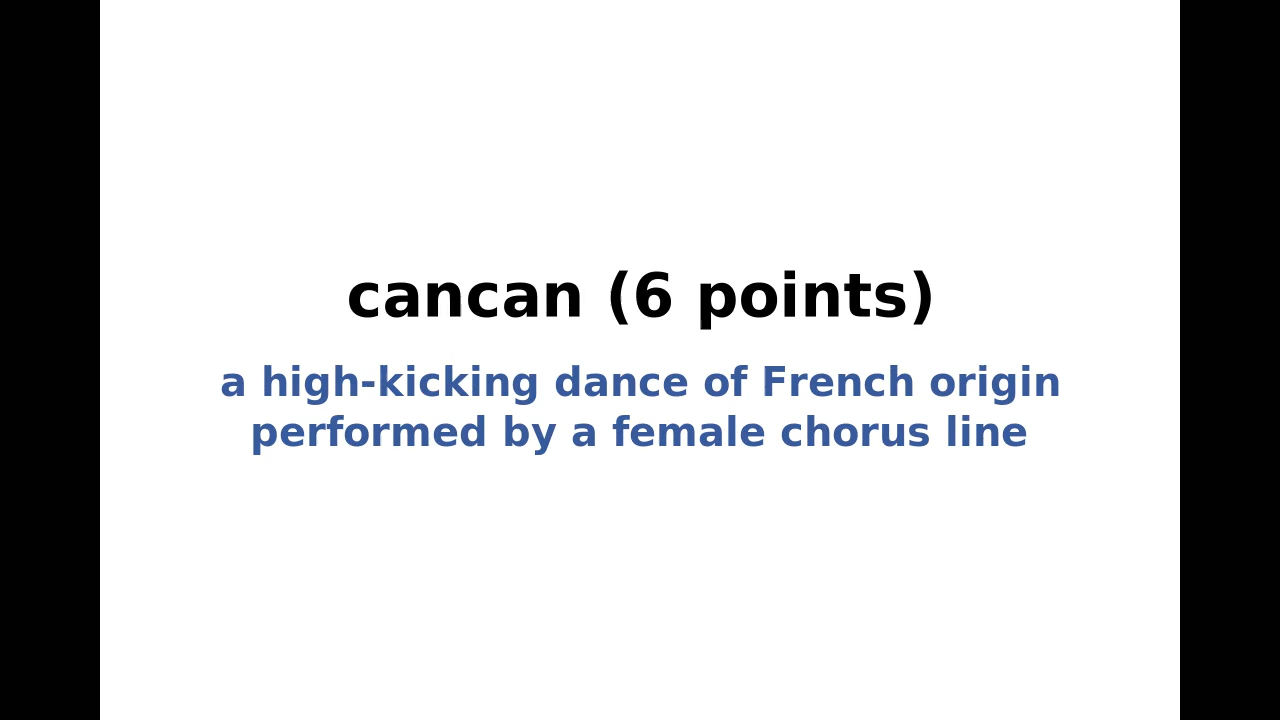 cancan (6 points)
a high-kicking dance of French origin
performed by a female chorus line